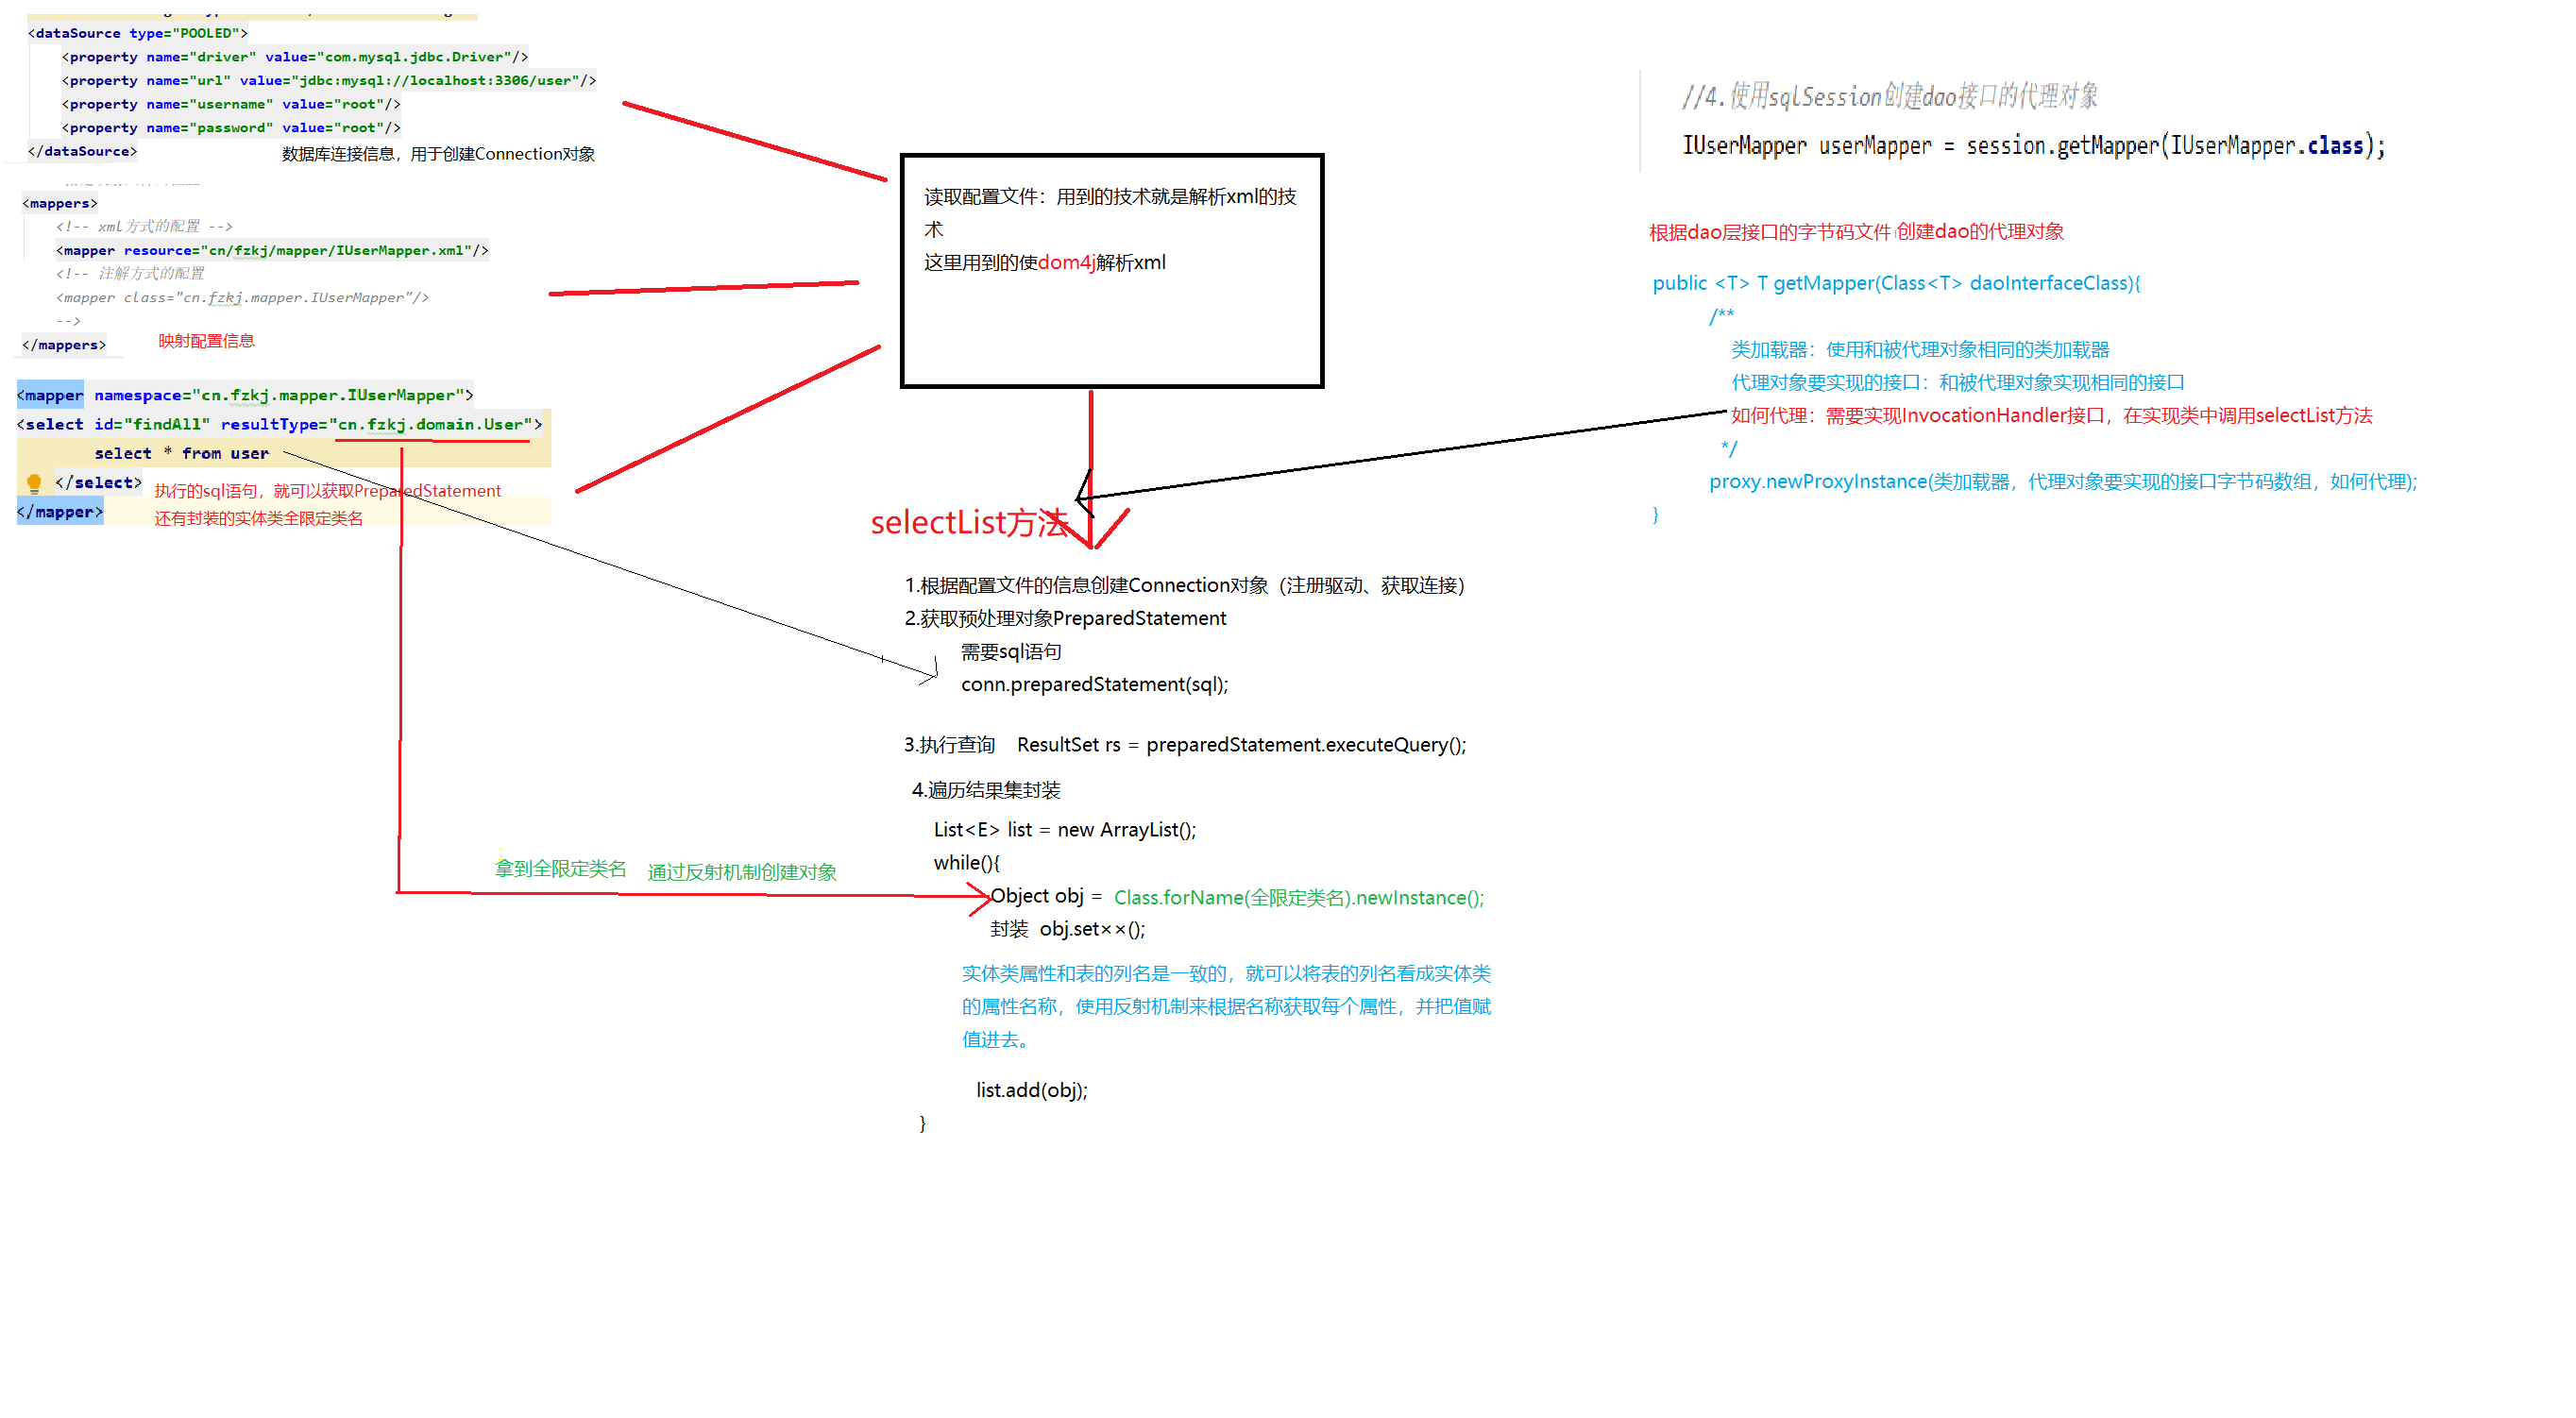 <dataSource type="POOLED">
<property name="driver" value="com.mysql.jdbc.Driver"/>
<property name="url" value="jdbc:mysql://localhost:3306/user"/>
<property name="username" value="root"/>
<property name="password" value="root"/>
</dataSource>
数据库连接信息，用于创建Connection对象
<mappers>
<!-- xml方式的配置 -->
<mapper resource="cn/fzkj/mapper/IUserMapper.xml"/>
<!-- 注解方式的配置
<mapper class="cn.fzkj.mapper.IUserMapper"/>
-->
</mappers>
映射配置信息
<mapper namespace="cn.fzkj.mapper.IUserMapper">
<select id="findAll" resultType="cn.fzkj.domain.User">
select * from user
</select>
执行的sql语句，就可以获取PreparedStatement
还有封装的实体类全限定类名
</mapper>
读取配置文件：用到的技术就是解析xml的技
术
这里用到的使dom4j解析xml
selectList方法
1.根据配置文件的信息创建Connection对象（注册驱动、获取连接）
2.获取预处理对象PreparedStatement
需要sql语句
conn.preparedStatement(sql);
3.执行查询 ResultSet rs = preparedStatement.executeQuery();
4.遍历结果集封装
List<E> list = new ArrayList();
while(){
拿到全限定类名 通过反射机制创建对象
Object obj = Class.forName(全限定类名).newInstance();
封装 obj.set××();
实体类属性和表的列名是一致的，就可以将表的列名看成实体类
的属性名称，使用反射机制来根据名称获取每个属性，并把值赋
值进去。
list.add(obj);
}
//4.使用sqlSession创建dao接口的代理对象
IUserMapper userMapper = session.getMapper(IUserMapper.class);
根据dao层接口的字节码文件 创建dao的代理对象
public <T> T getMapper(Class<T> daoInterfaceClass){
/**
类加载器：使用和被代理对象相同的类加载器
代理对象要实现的接口：和被代理对象实现相同的接口
如何代理：需要实现InvocationHandler接口，在实现类中调用selectList方法
*/
proxy.newProxyInstance(类加载器，代理对象要实现的接口字节码数组，如何代理);
}